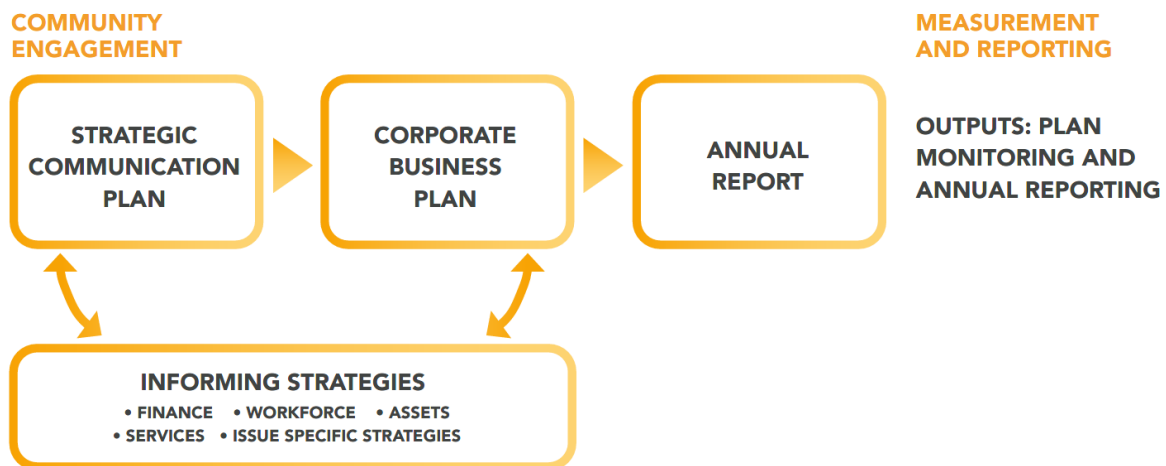 COMMUNITY
ENGAGEMENT
MEASUREMENT
AND REPORTING
STRATEGIC
COMMUNICATION
PLAN
CORPORATE
BUSINESS
PLAN
ANNUAL
REPORT
OUTPUTS: PLAN
MONITORING AND
ANNUAL REPORTING
INFORMING STRATEGIES
• FINANCE • WORKFORCE • ASSETS
• SERVICES • ISSUE SPECIFIC STRATEGIES